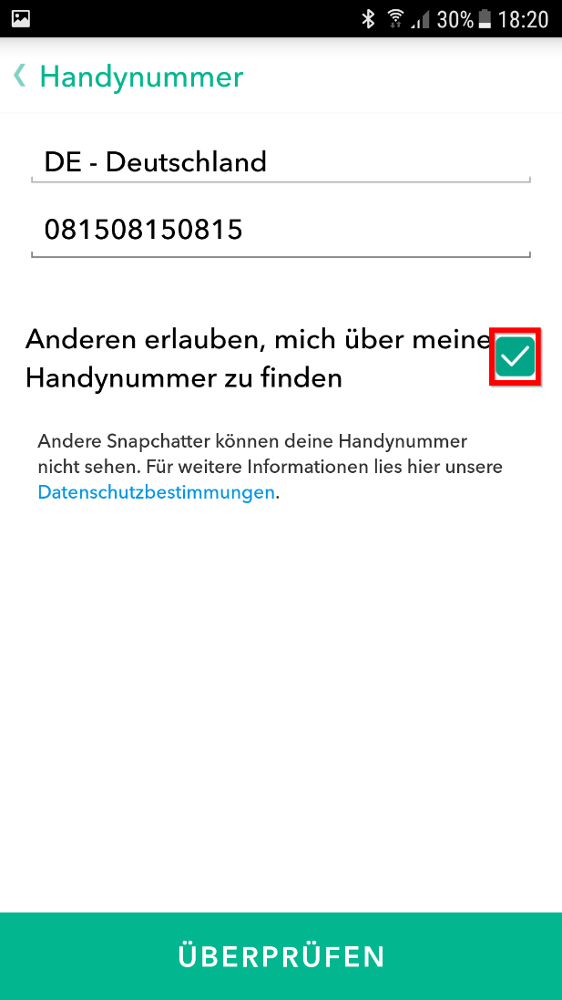 30% 18:20
Handynummer
DE - Deutschland
081508150815
Anderen erlauben, mich über meine
Handynummer zu finden
Andere Snapchatter können deine Handynummer
nicht sehen. Für weitere Informationen lies hier unsere
Datenschutzbestimmungen.
ÜBERPRÜFEN